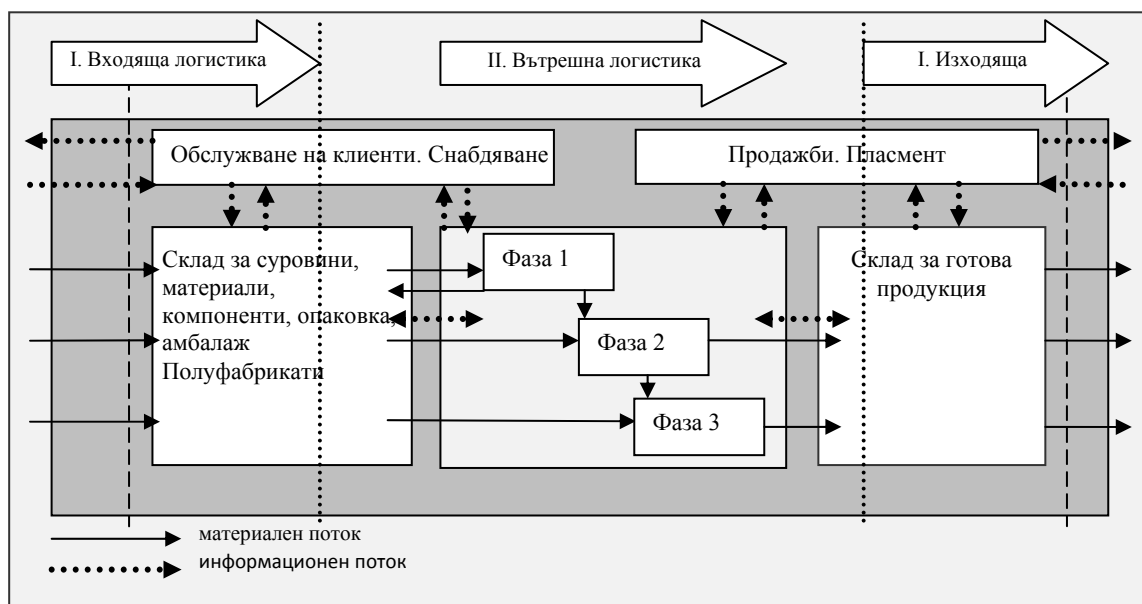 I. Входяща логистика
II. Вътрешна логистика
I. Изходяща
Обслужване на клиенти. Снабдяване
Продажби. Пласмент
Склад за суровини,
материали,
компоненти, опаковка,
амбалаж
Полуфабрикати
Фаза 1
Фаза 2
Фаза 3
Склад за готова
продукция
материален поток
информационен поток